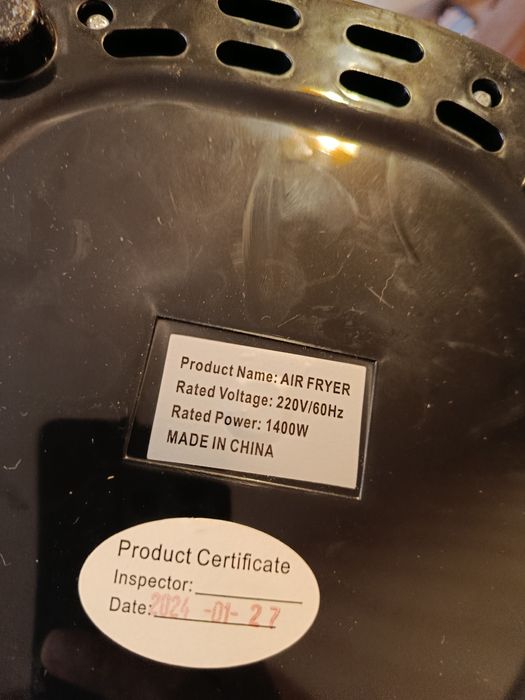 Product Name: AIR FRYER
Rated Voltage: 220V/60Hz
Rated Power: 1400W
MADE IN CHINA
Product Certificate
Inspector:
Date: 2024 -01- 27